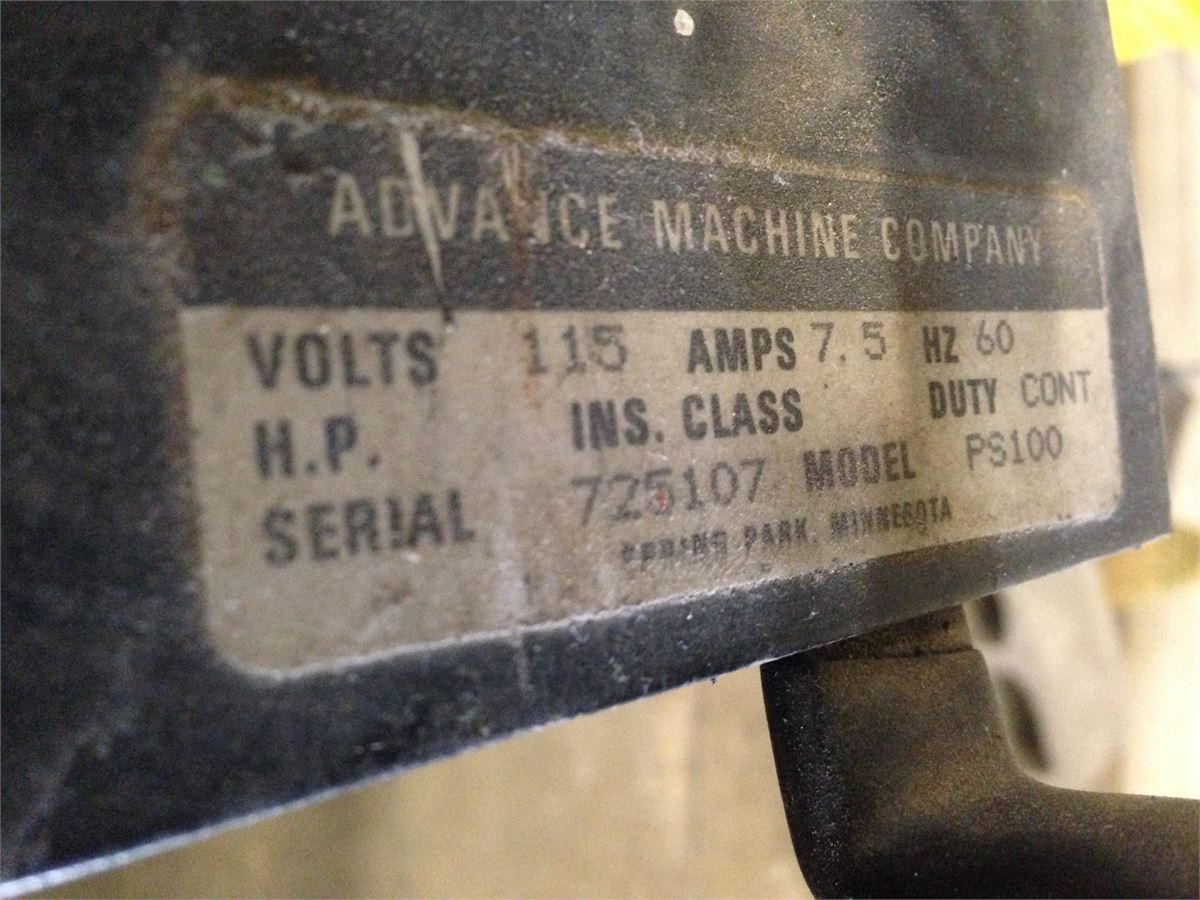 ADVANCE MACHINE COMPANY
VOLTS 115 AMPS 7.5 HZ 60
H.P. INS. CLASS DUTY CONT
SERIAL 725107 MODEL PS100
SPRING PARK, MINNESOTA